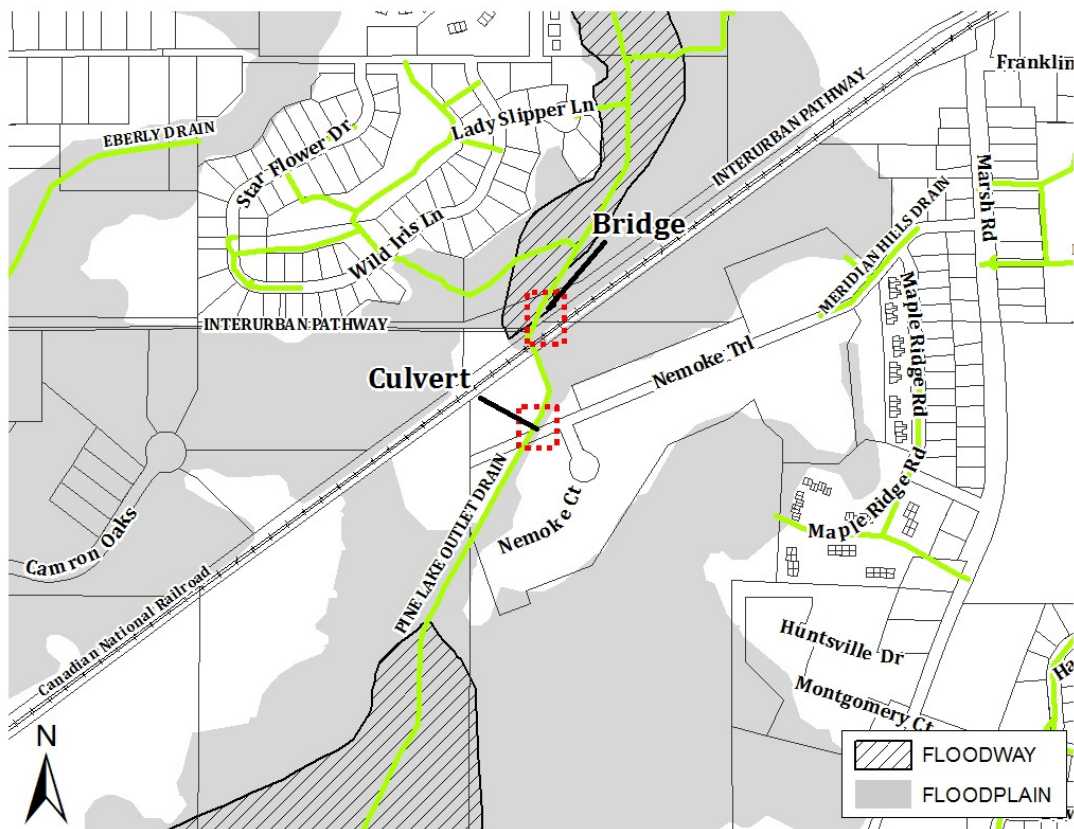 Franklin
Lady Slipper Ln
INTERURBAN PATHWAY
EBERLY DRAIN
Star Flower Dr
Marsh Rd
Bridge
Wild Iris Ln
MERIDIAN HILLS DRAIN
INTERURBAN PATHWAY
Maple Ridge Rd
Nemoke Trl
Culvert
PINE LAKE OUTLET DRAIN
Nemoke Ct
Maple Ridge Rd
Camron Oaks
Canadian National Railroad
Huntsville Dr
Ha
Montgomery Ct
N
FLOODWAY
FLOODPLAIN